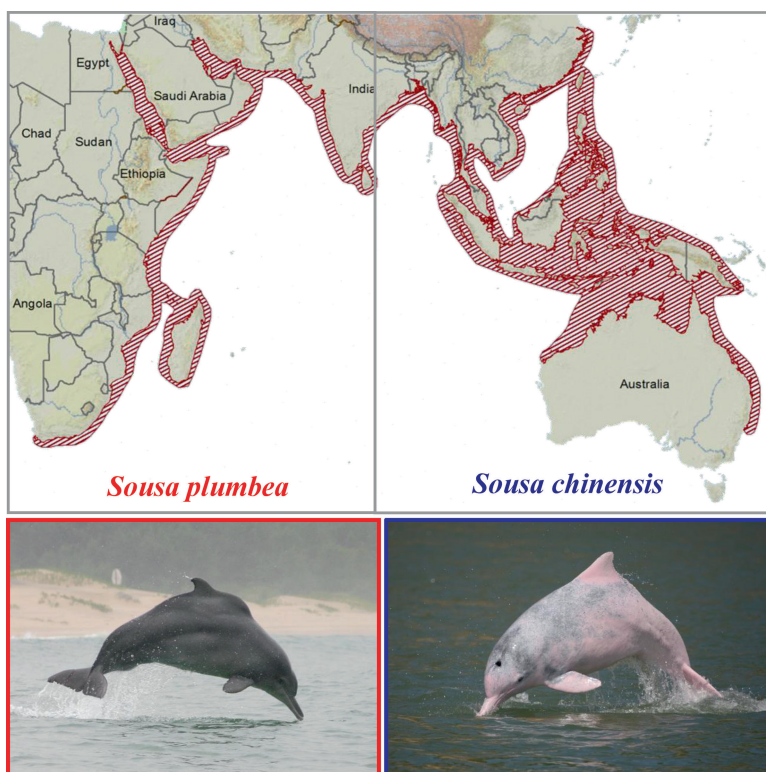 Iraq
Egypt
Saudi Arabia
India
Chad
Sudan
Ethiopia
Angola
Australia
Sousa plumbea
Sousa chinensis